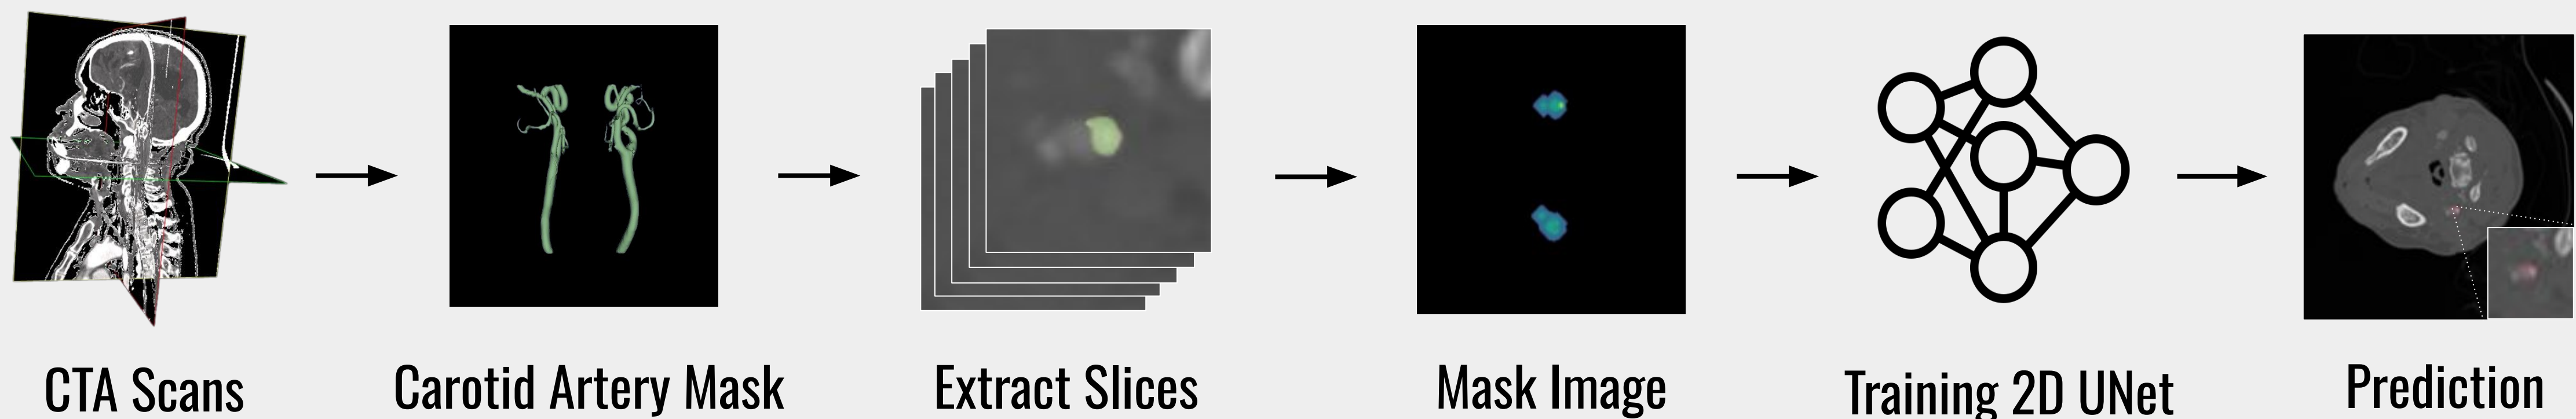 CTA Scans
Carotid Artery Mask
Extract Slices
Mask Image
Training 2D UNet
Prediction